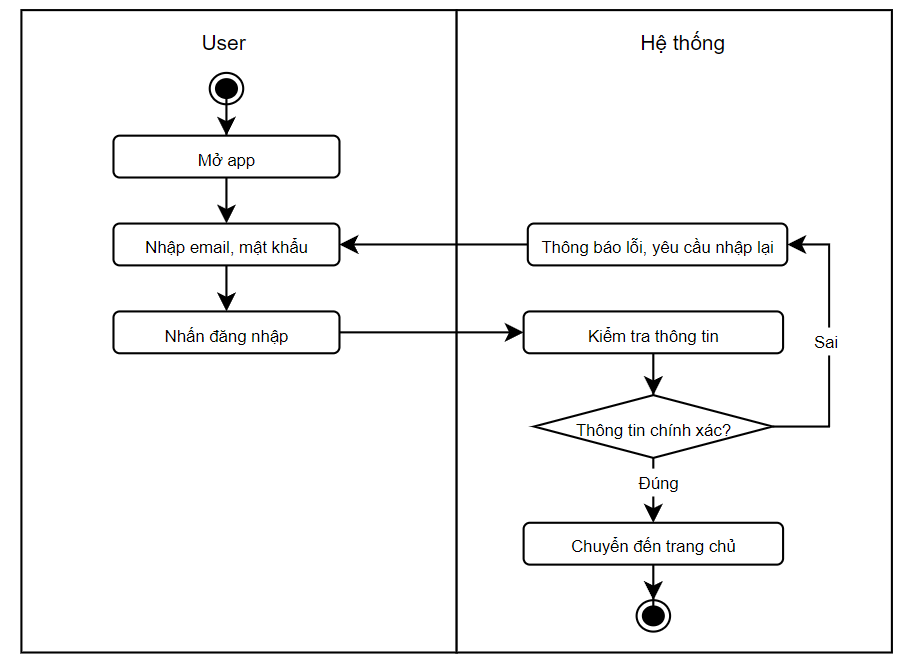 User
Hệ thống
Mở app
Nhập email, mật khẩu
Thông báo lỗi, yêu cầu nhập lại
Nhấn đăng nhập
Kiểm tra thông tin
Sai
Thông tin chính xác?
Đúng
Chuyển đến trang chủ